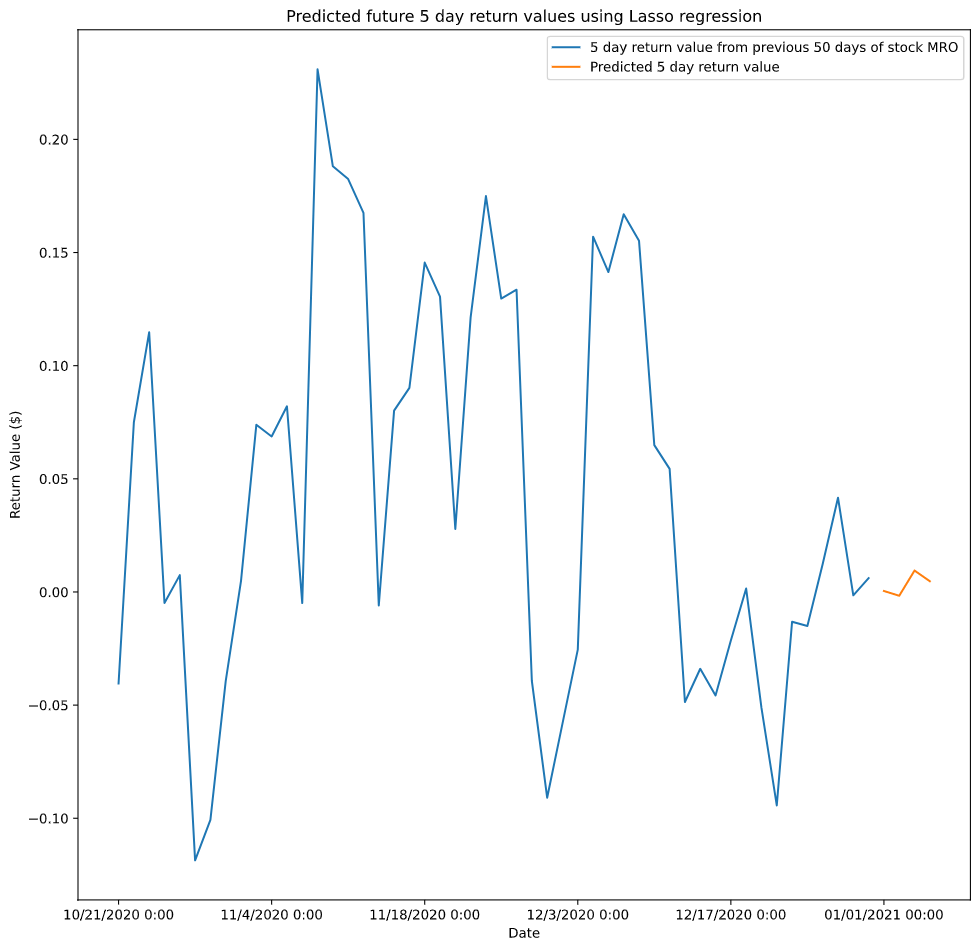 Predicted future 5 day return values using Lasso regression
5 day return value from previous 50 days of stock MRO
Predicted 5 day return value
Return Value ($)
0.20
0.15
0.10
0.05
0.00
−0.05
−0.10
10/21/2020 0:00 11/4/2020 0:00 11/18/2020 0:00 12/3/2020 0:00 12/17/2020 0:00 01/01/2021 00:00
Date